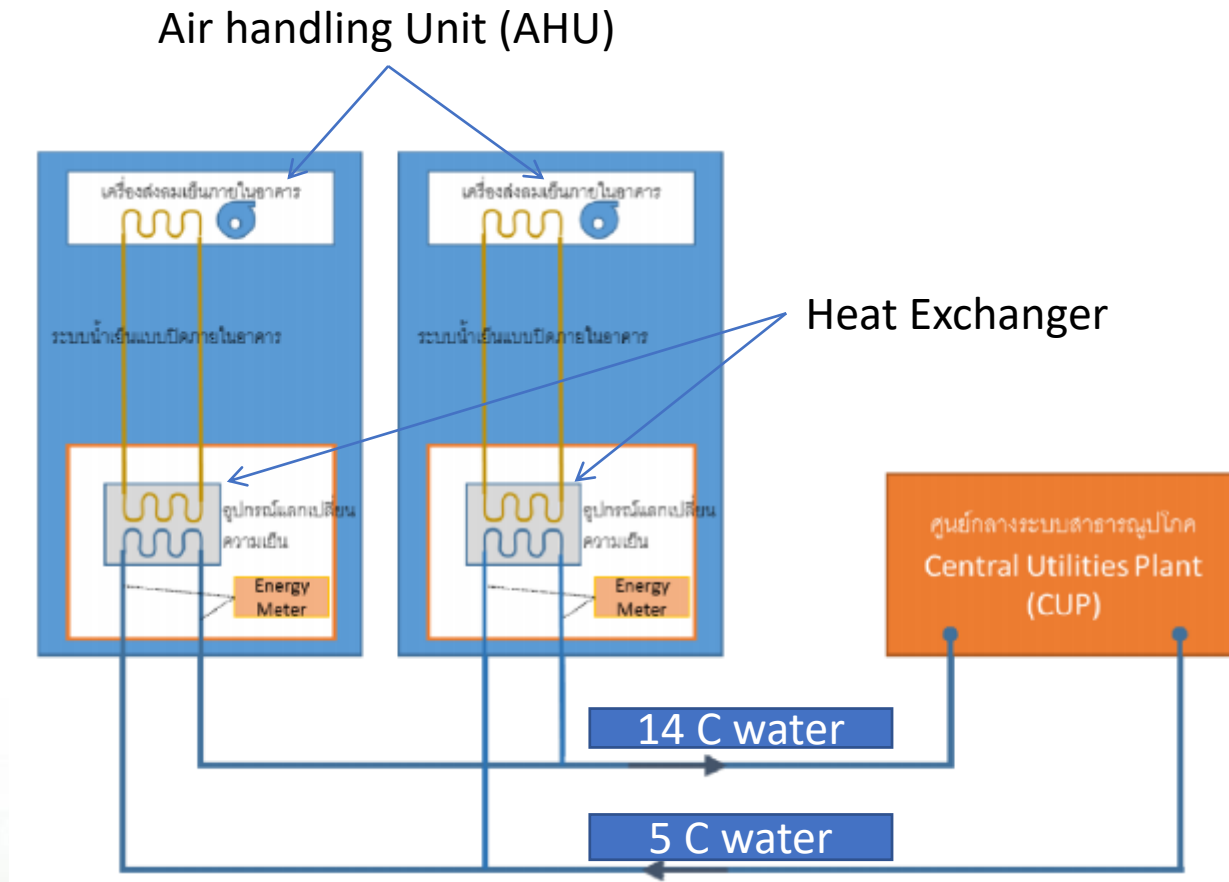 Air handling Unit (AHU)
เครื่องส่งลมเย็นภายในอาคาร
เครื่องส่งลมเย็นภายในอาคาร
Heat Exchanger
ระบบน้ำเย็นแบบปิดภายในอาคาร
ระบบน้ำเย็นแบบปิดภายในอาคาร
อุปกรณ์แลกเปลี่ยน
ความเย็น
Energy
Meter
อุปกรณ์แลกเปลี่ยน
ความเย็น
Energy
Meter
ศูนย์กลางระบบสาธารณูปโภค
Central Utilities Plant
(CUP)
14 C water
5 C water